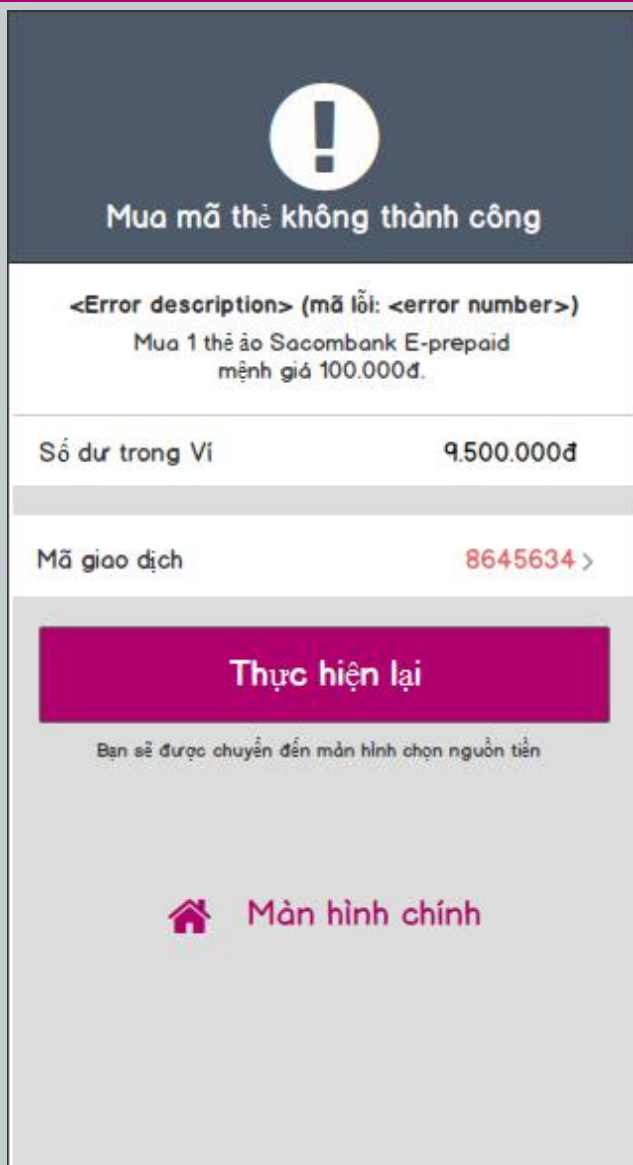 Mua mã thẻ không thành công
<Error description> (mã lỗi: <error number>)
Mua 1 thẻ ảo Sacombank E-prepaid
mệnh giá 100.000đ.
Số dư trong Ví 9.500.000đ
Mã giao dịch 8645634 >
Thực hiện lại
Bạn sẽ được chuyển đến màn hình chọn nguồn tiền
Màn hình chính